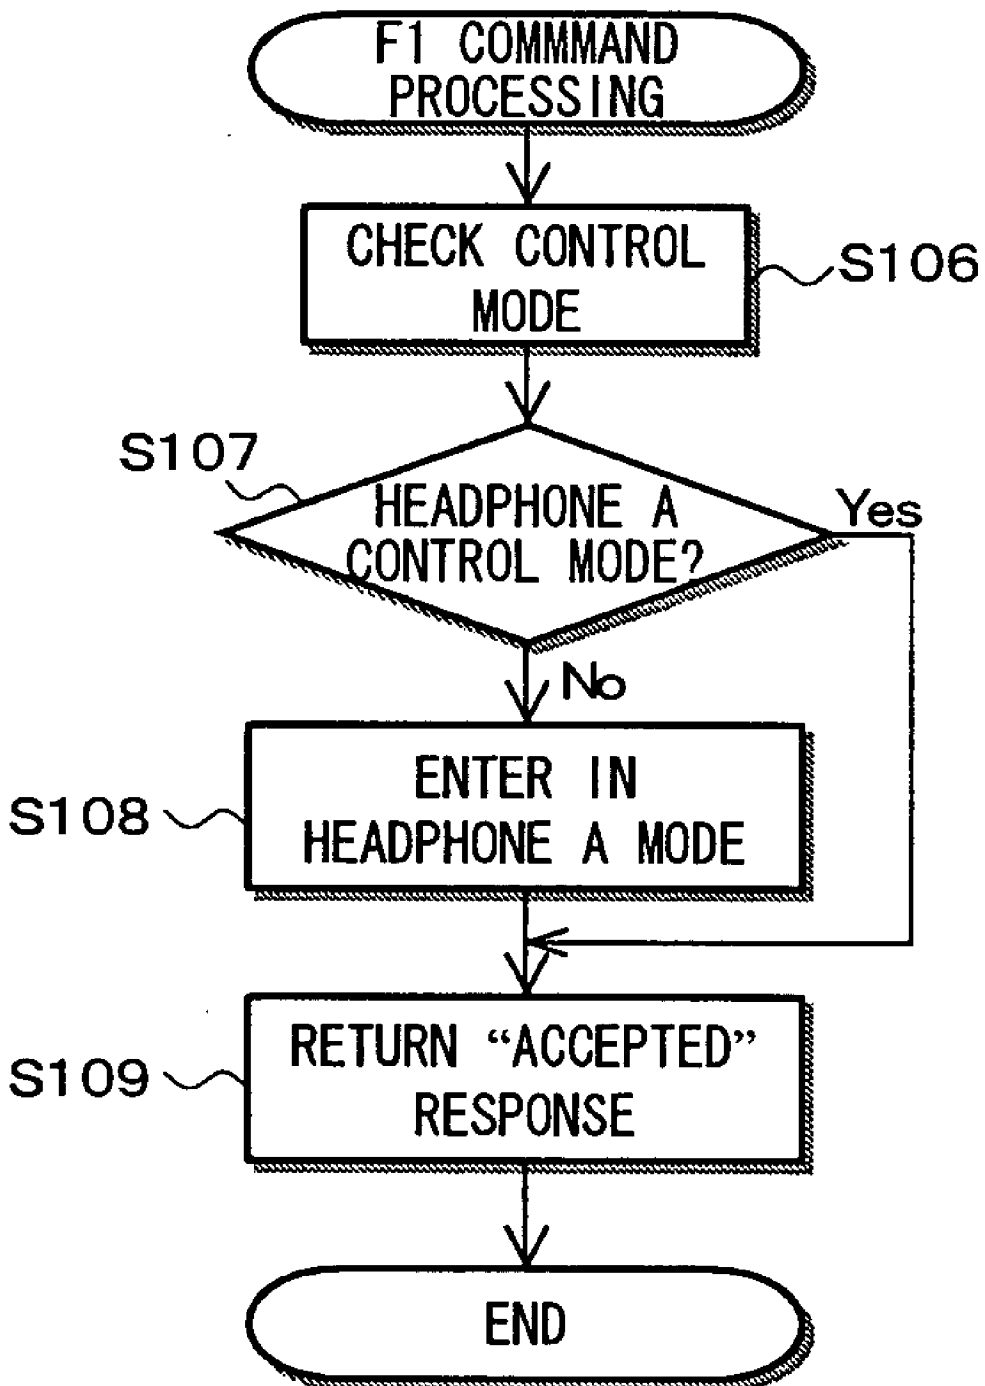 F1 COMMMAND
PROCESSING
CHECK CONTROL
MODE
S106
S107
HEADPHONE A
CONTROL MODE?
Yes
No
ENTER IN
HEADPHONE A MODE
S108
RETURN “ACCEPTED”
RESPONSE
S109
END